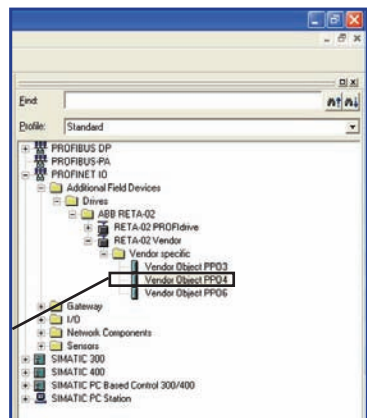 Find:
Profile: Standard
PROFIBUS DP
PROFIBUS-PA
PROFINET IO
Additional Field Devices
Drives
ABB RETA-02
RETA-02 PROFIdrive
RETA-02 Vendor
Vendor specific
Vendor Object PPO3
Vendor Object PPO4
Vendor Object PPO6
Gateway
I/O
Network Components
Sensors
SIMATIC 300
SIMATIC 400
SIMATIC PC Based Control 300/400
SIMATIC PC Station